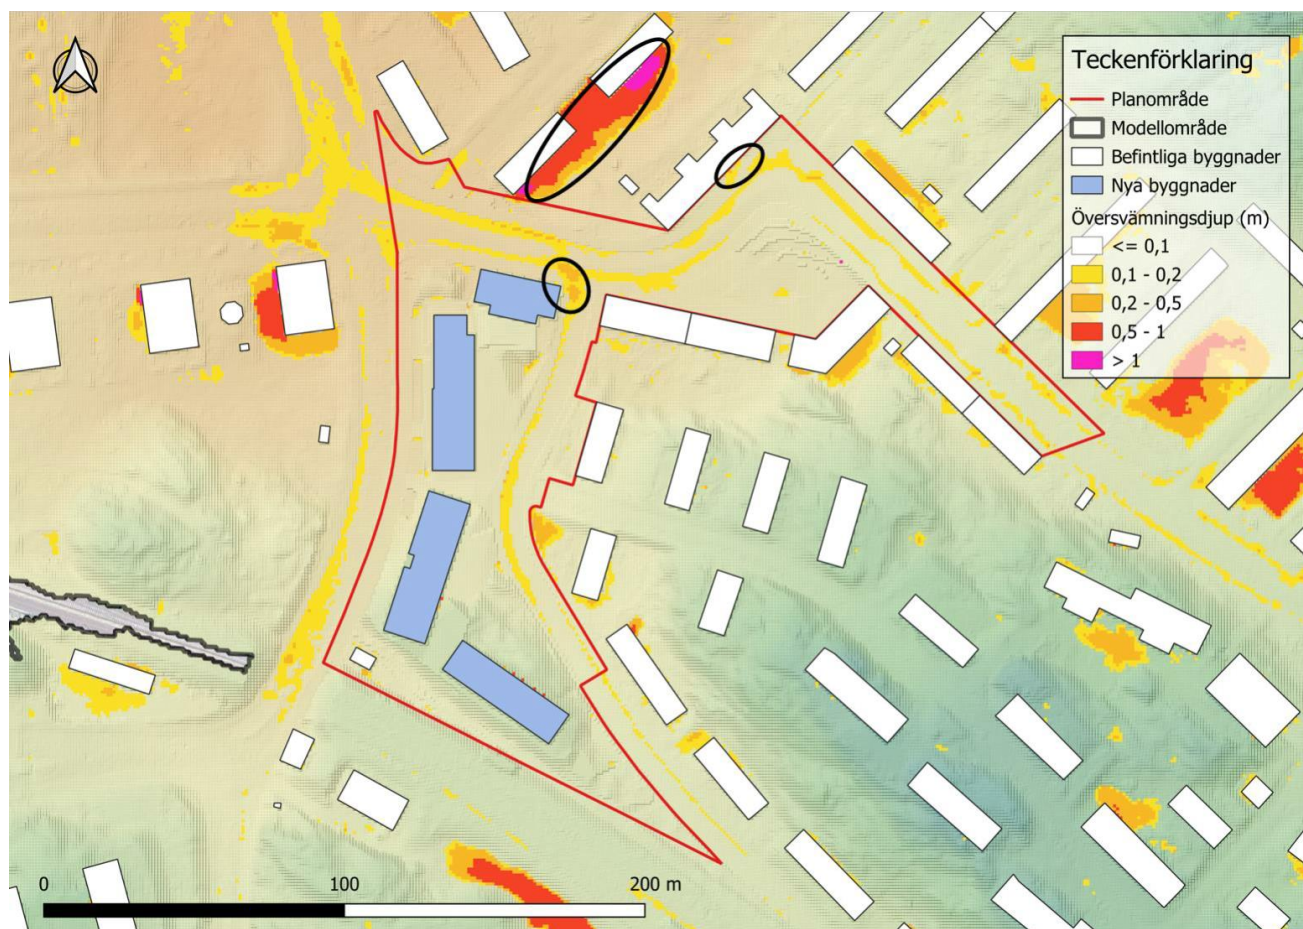 Teckenförklaring
Planområde
Modellområde
Befintliga byggnader
Nya byggnader
Översvämningsdjup (m)
<= 0,1
0,1 - 0,2
0,2 - 0,5
0,5 - 1
> 1
0 100 200 m